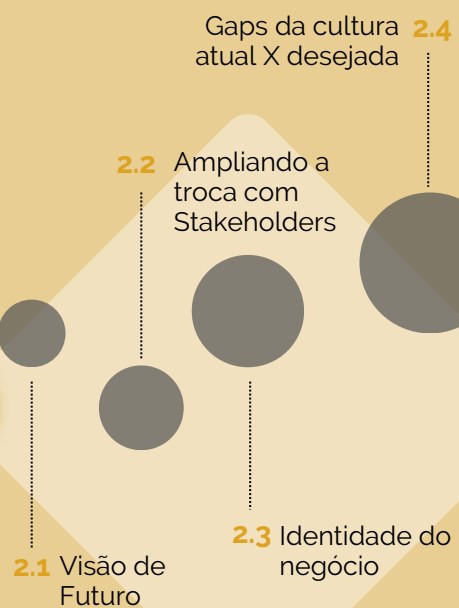 Gaps da cultura 2.4
atual X desejada
2.2 Ampliando a
troca com
Stakeholders
2.3 Identidade do
negócio
2.1 Visão de
Futuro